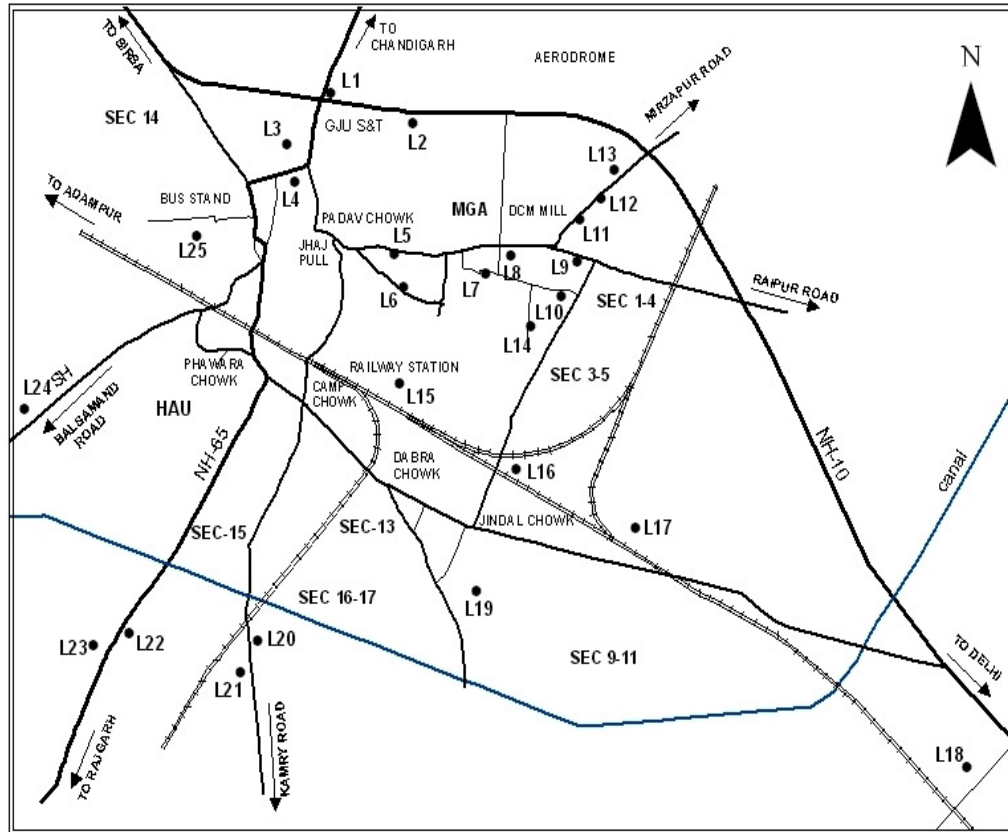 TO SIRSA
TO
CHANDIGARH
AERODROME
N
L1
SEC 14
GJU S&T
L2
MIRZAPUR ROAD
L3
L13
TO ADAMPUR
L4
BUS STAND
MGA
DCM MILL
L12
PADAV CHOWK
L11
L25
JHAJ
PULL
L5
L8
L9
L7
L6
RAIPUR ROAD
SEC 1-4
L10
L14
PHAWARA
CHOWK
RAILWAY STATION
CAMP
CHOWK
L15
SEC 3-5
L24
SH
BALSAMAND
ROAD
HAU
NH-65
NH-10
canal
DABRA
CHOWK
L16
SEC-15
SEC-13
JINDAL CHOWK
L17
SEC 16-17
L19
L23
L22
L20
SEC 9-11
TO DELHI
L21
TO RAJGARH
KAMRY ROAD
L18